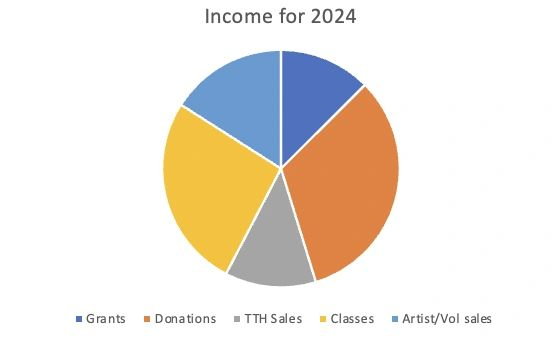 Income for 2024
Grants Donations TTH Sales Classes Artist/Vol sales